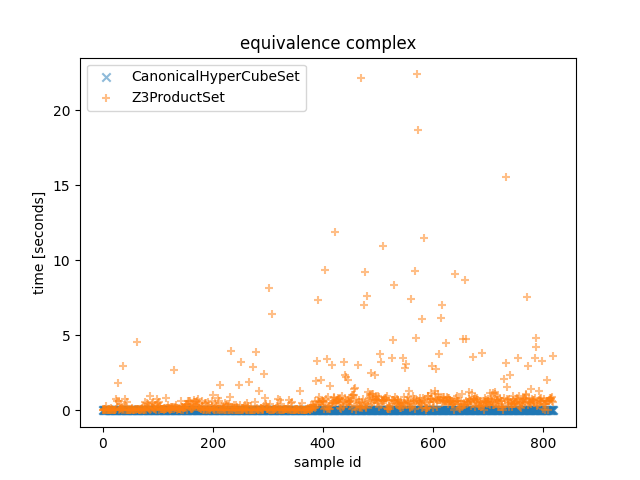 equivalence complex
CanonicalHyperCubeSet
Z3ProductSet
time [seconds]
20
15
10
5
0
0 200 400 600 800
sample id